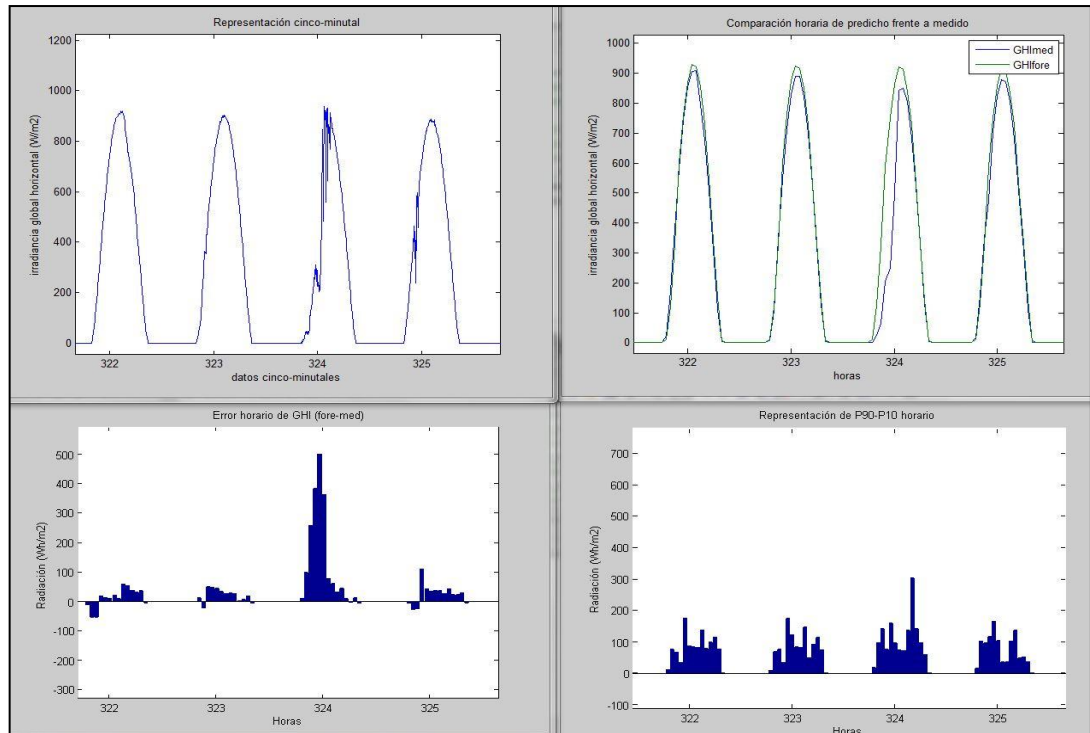 Representación cinco-minutal
1200
1000
800
600
400
200
0
irradiancia global horizontal (W/m2)
322 323 324 325
datos cinco-minutales
Comparación horaria de predicho frente a medido
1000
900
800
700
600
500
400
300
200
100
0
irradiancia global horizontal (W/m2)
GHImed
GHIfore
322 323 324 325
horas
Error horario de GHI (fore-med)
500
400
300
200
100
0
-100
-200
-300
Radiación (Wh/m2)
322 323 324 325
Horas
Representación de P90-P10 horario
700
600
500
400
300
200
100
0
-100
Radiación (Wh/m2)
322 323 324 325
Horas